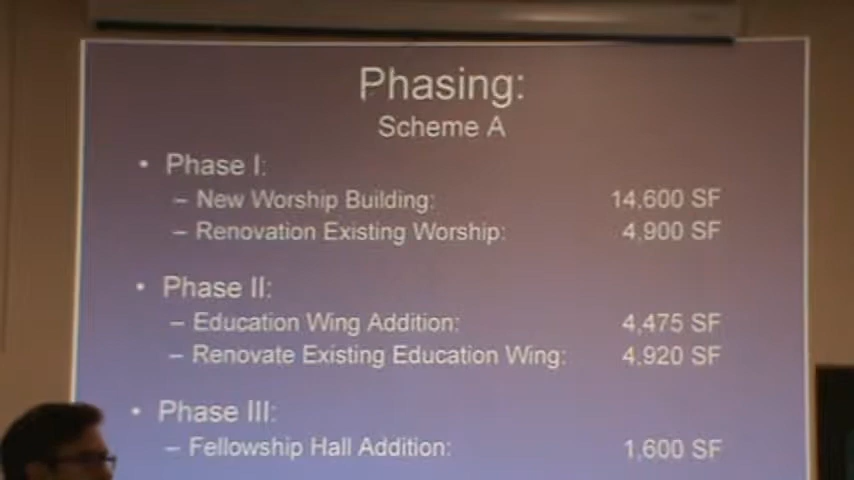 Phasing:
Scheme A
• Phase I:
– New Worship Building: 14,600 SF
– Renovation Existing Worship: 4,900 SF
• Phase II:
– Education Wing Addition: 4,475 SF
– Renovate Existing Education Wing: 4,920 SF
• Phase III:
– Fellowship Hall Addition: 1,600 SF